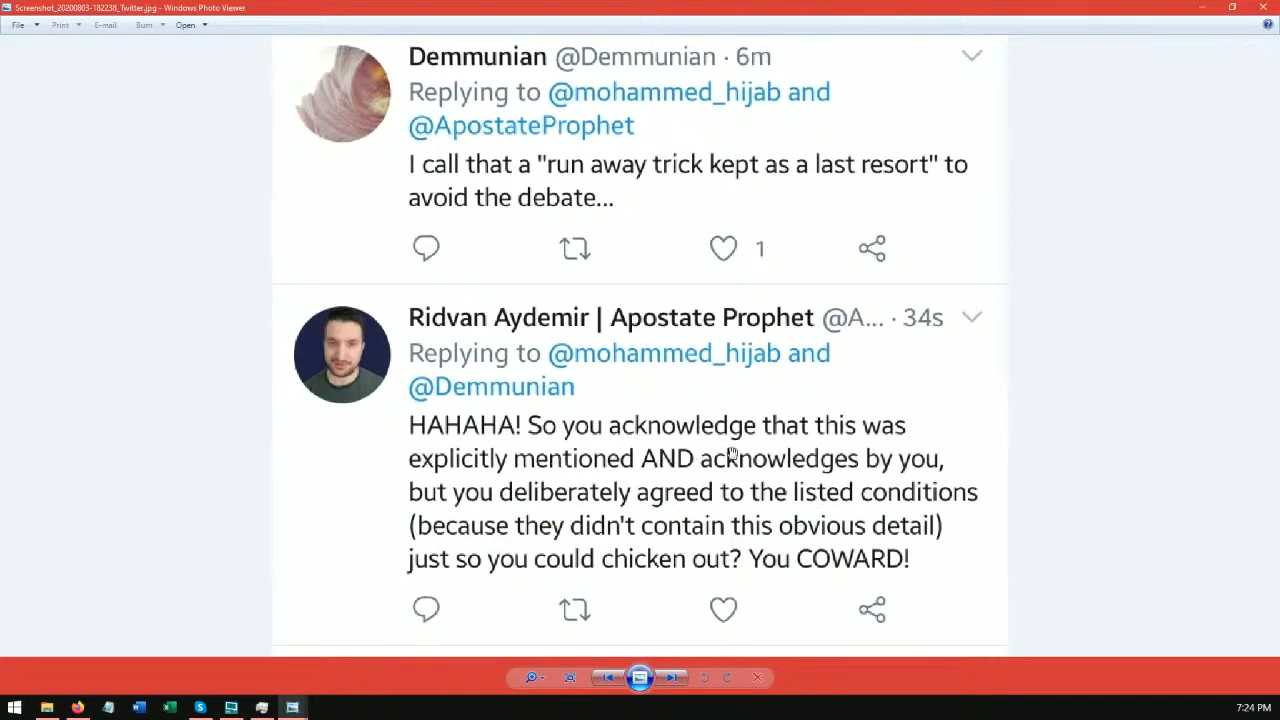 Screenshot_20200803-182238_Twitter.jpg - Windows Photo Viewer
File Print E-mail Burn Open
Demmunian @Demmunian · 6m
Replying to @mohammed_hijab and
@ApostateProphet
I call that a "run away trick kept as a last resort" to
avoid the debate...
1
Ridvan Aydemir | Apostate Prophet @A... · 34s
Replying to @mohammed_hijab and
@Demmunian
HAHAHA! So you acknowledge that this was
explicitly mentioned AND acknowledges by you,
but you deliberately agreed to the listed conditions
(because they didn't contain this obvious detail)
just so you could chicken out? You COWARD!
7:24 PM